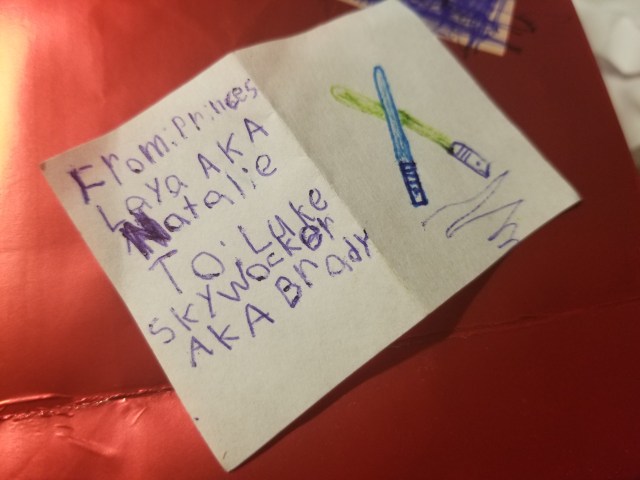 From: Princes
Laya AKA
Natalie
To: Luke
SKYWOCKER
AKA Brady